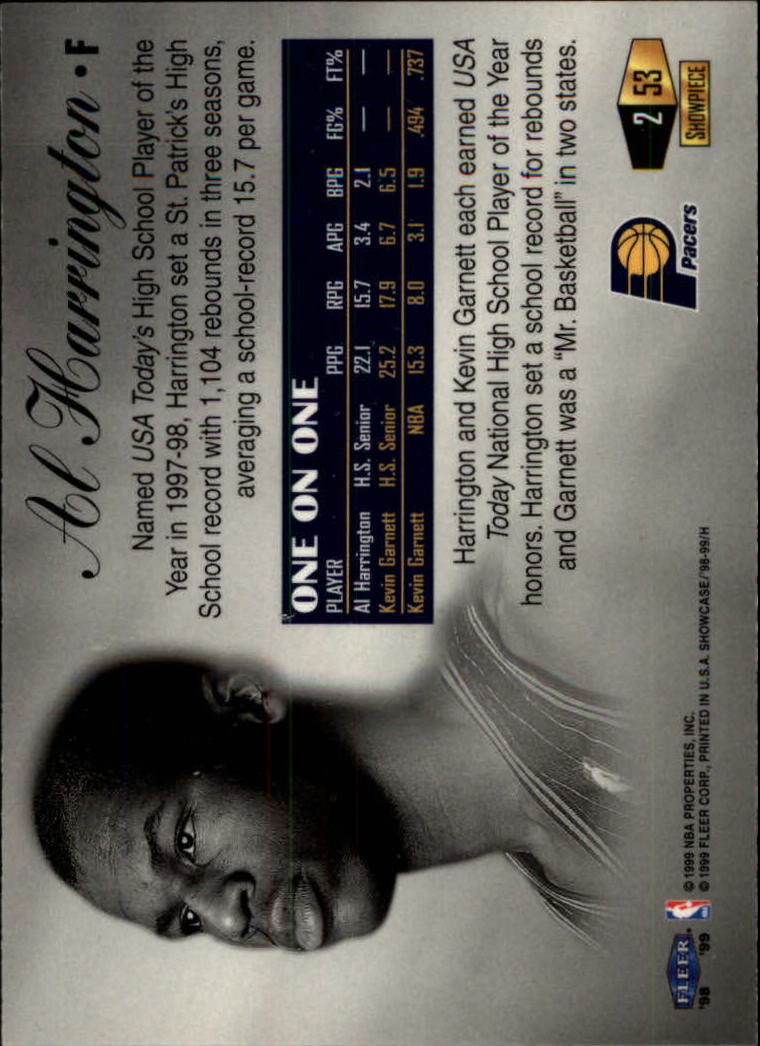 Al Harrington • F
Named USA Today's High School Player of the
Year in 1997-98, Harrington set a St. Patrick's High
School record with 1,104 rebounds in three seasons,
averaging a school-record 15.7 per game.
ONE ON ONE
PLAYER PPG RPG APG BPG FG% FT%
Al Harrington H.S. Senior 22.1 15.7 3.4 2.1 — —
Kevin Garnett H.S. Senior 25.2 17.9 6.7 6.5 — —
Kevin Garnett NBA 15.3 8.0 3.1 1.9 .494 .737
Harrington and Kevin Garnett each earned USA
Today National High School Player of the Year
honors. Harrington set a school record for rebounds
and Garnett was a "Mr. Basketball" in two states.
2 53
SHOWPIECE
Pacers
FLEER
'98 '99
© 1999 NBA PROPERTIES, INC.
© 1999 FLEER CORP., PRINTED IN U.S.A. SHOWCASE/'98-99/H